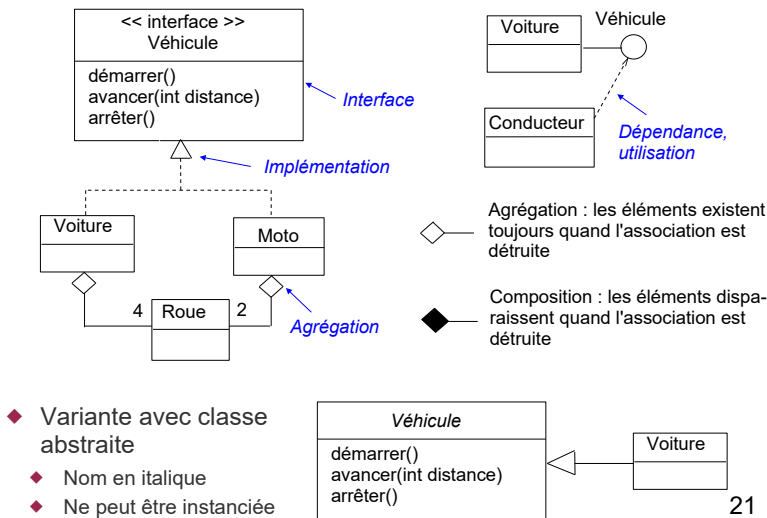 << interface >>
Véhicule
démarrer()
avancer(int distance)
arrêter()
Interface
Implémentation
Voiture
Moto
4
Roue
2
Agrégation
Voiture
Véhicule
Conducteur
Dépendance,
utilisation
Agrégation : les éléments existent
toujours quand l'association est
détruite
Composition : les éléments dispa-
raissent quand l'association est
détruite
Variante avec classe
abstraite
Nom en italique
Ne peut être instanciée
Véhicule
démarrer()
avancer(int distance)
arrêter()
Voiture
21